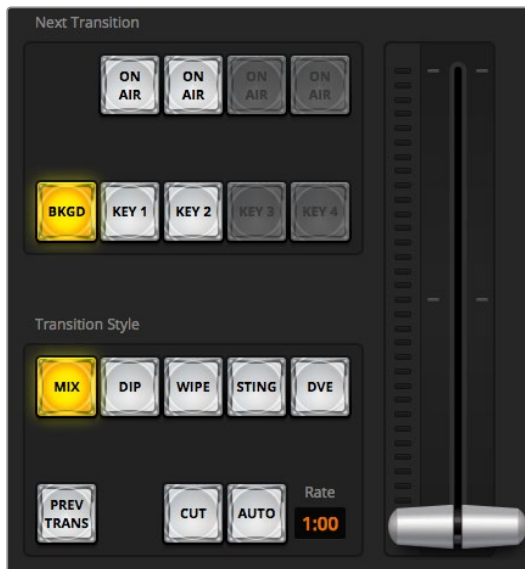 Next Transition
ON AIR ON AIR ON AIR ON AIR
BKGD KEY 1 KEY 2 KEY 3 KEY 4
Transition Style
MIX DIP WIPE STING DVE
Rate
PREV TRANS CUT AUTO 1:00